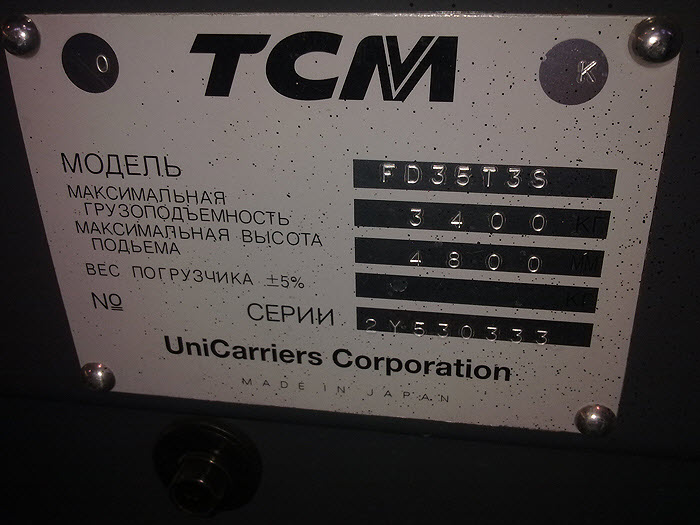 O TCM K
МОДЕЛЬ FD35T3S
МАКСИМАЛЬНАЯ
ГРУЗОПОДЪЕМНОСТЬ 3400 КГ
МАКСИМАЛЬНАЯ ВЫСОТА
ПОДЬЕМА 4800 ММ
ВЕС ПОГРУЗЧИКА ±5% КГ
№ СЕРИИ 2Y530333
UniCarriers Corporation
MADE IN JAPAN